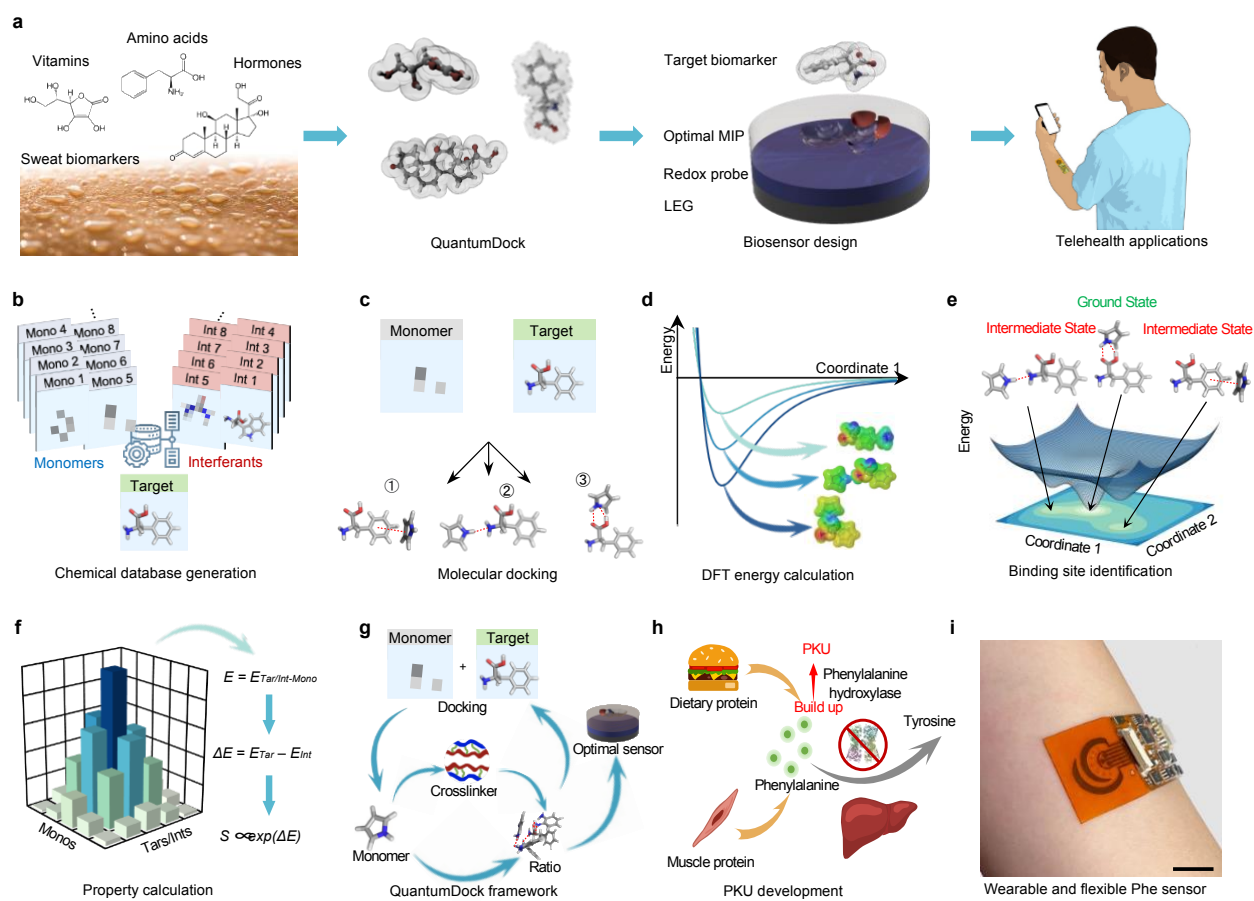 a
Vitamins
Amino acids
Hormones
Sweat biomarkers
QuantumDock
Target biomarker
Optimal MIP
Redox probe
LEG
Biosensor design
Telehealth applications
b
Mono 4
Mono 8
Mono 3
Mono 7
Mono 2
Mono 6
Mono 1
Mono 5
Int 8
Int 4
Int 7
Int 3
Int 6
Int 2
Int 5
Int 1
Monomers
Interferants
Target
Chemical database generation
c
Monomer
Target
①
②
③
Molecular docking
d
Energy
Coordinate 1
DFT energy calculation
e
Ground State
Intermediate State
Intermediate State
Energy
Coordinate 1
Coordinate 2
Binding site identification
f
Monos
Tars/Ints
E = ETar/Int-Mono
ΔE = ETar − EInt
S ∝exp(ΔE)
Property calculation
g
Monomer
+
Target
Docking
Crosslinker
Optimal sensor
Monomer
Ratio
QuantumDock framework
h
PKU
Dietary protein
Build up
Phenylalanine
hydroxylase
Tyrosine
Phenylalanine
Muscle protein
PKU development
i
Wearable and flexible Phe sensor